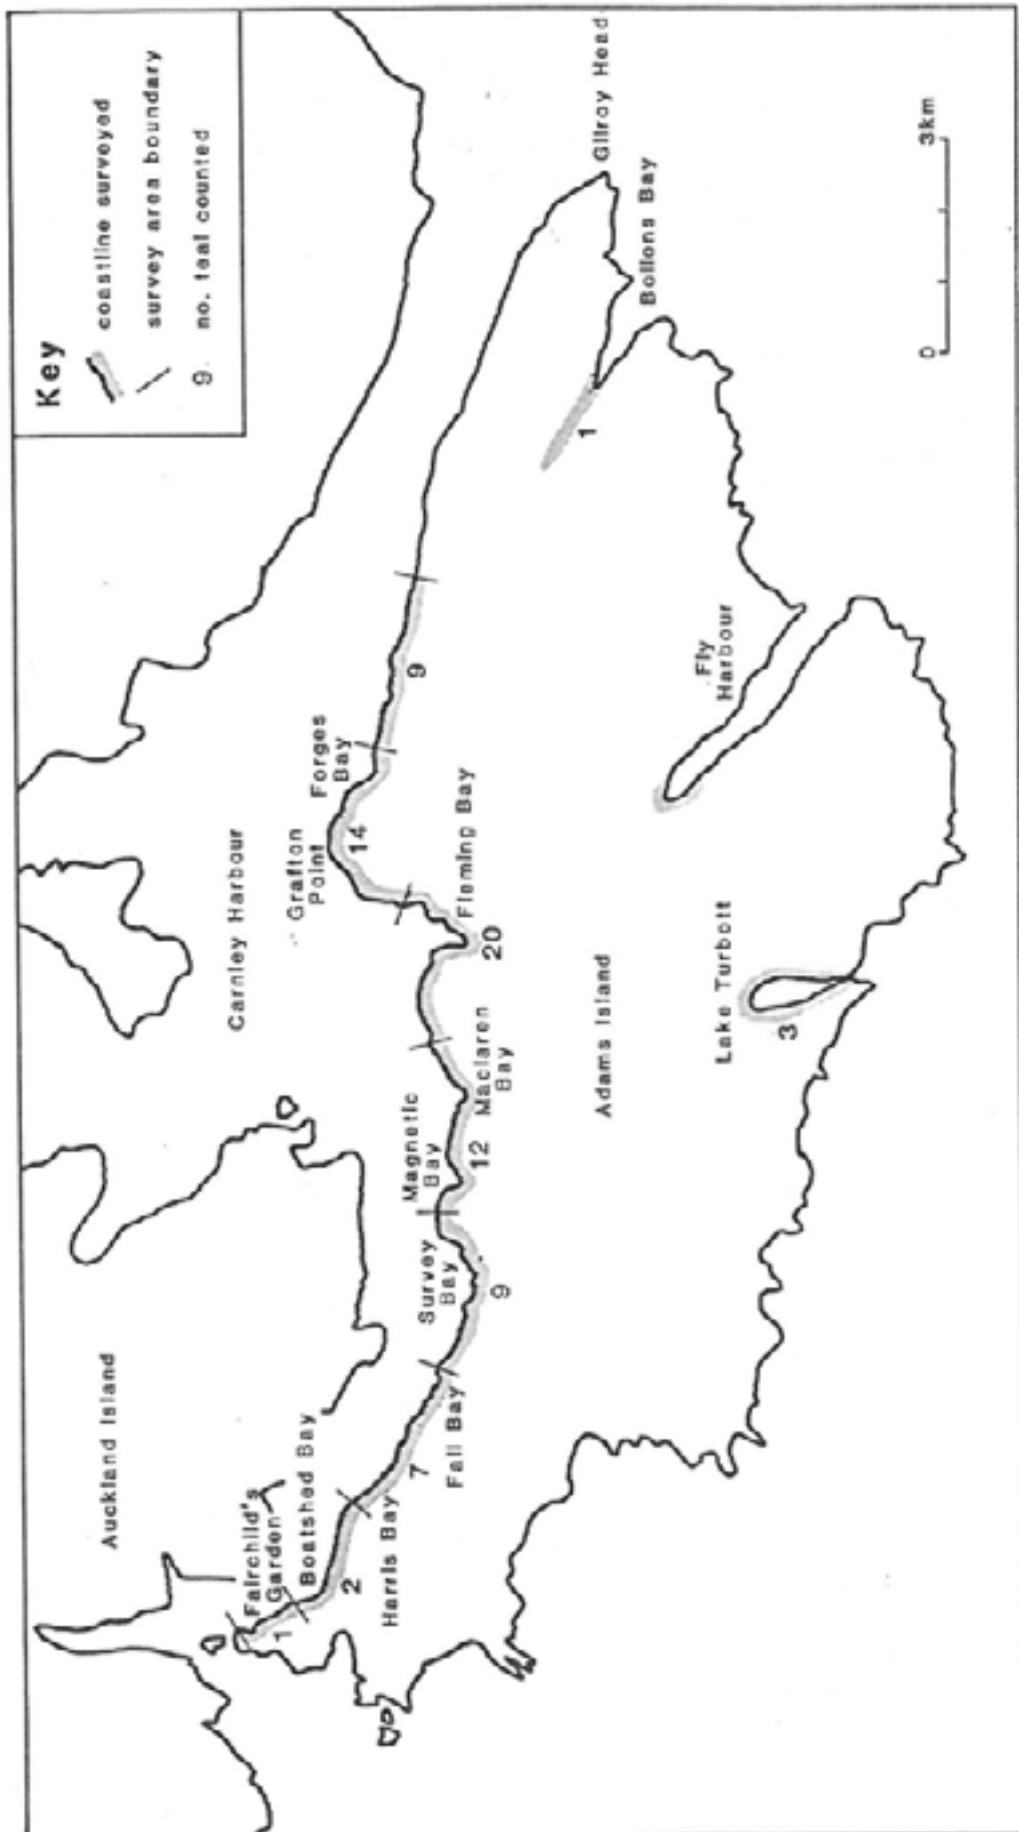 Key
coastline surveyed
survey area boundary
9. no. teal counted
Auckland Island
Carnley Harbour
Fairchild's
Garden
Boatshed Bay
Grafton
Point
Forges
Bay
Gilroy Head
Bollons Bay
1
2
Harris Bay
7
Fall Bay
Survey
Bay
9
Magnetic
Bay
12
Maclaren
Bay
20
Fleming Bay
14
9
1
Adams Island
Fly
Harbour
Lake Turbott
3
0
3km